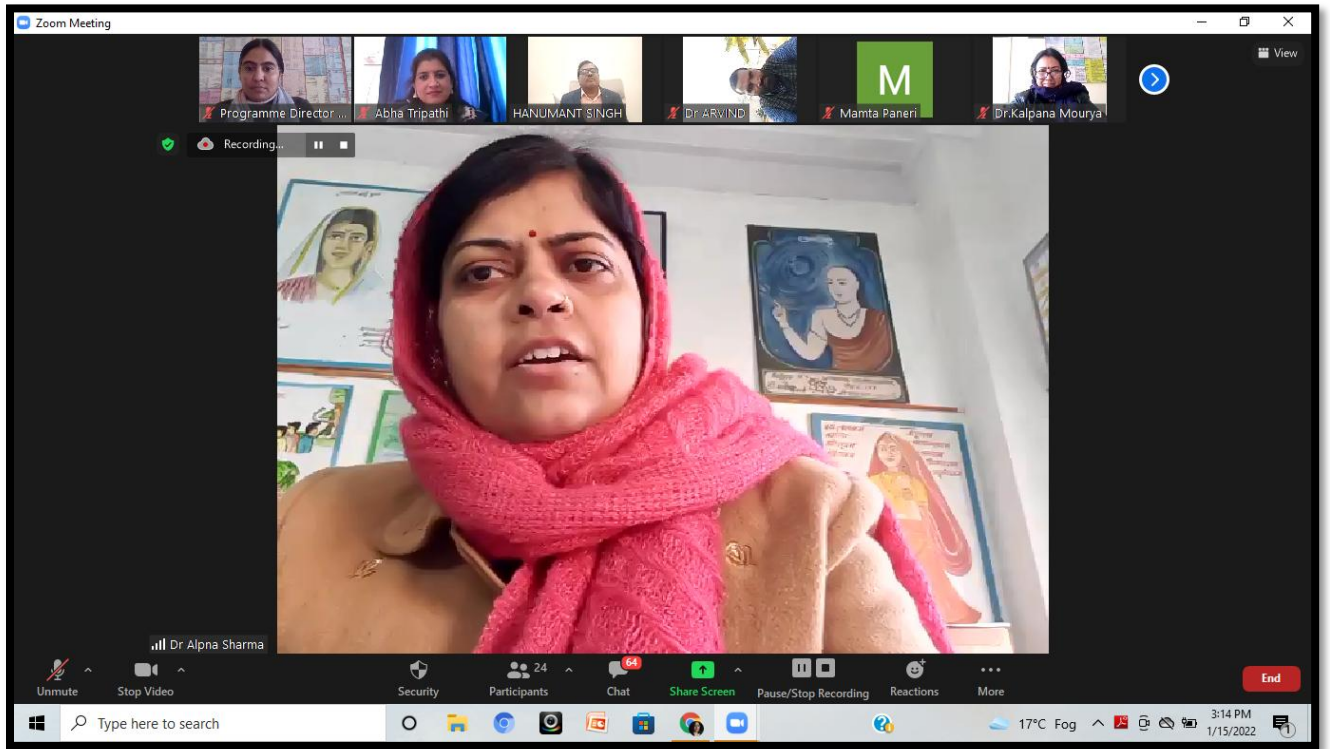 Zoom Meeting
View
Programme Director ...
Abha Tripathi
HANUMANT SINGH
Dr ARVIND
M
Mamta Paneri
Dr.Kalpana Mourya
Recording...
Dr Alpna Sharma
Unmute
Stop Video
Security
24
Participants
64
Chat
Share Screen
Pause/Stop Recording
Reactions
More
End
Type here to search
17°C Fog
3:14 PM
1/15/2022
1